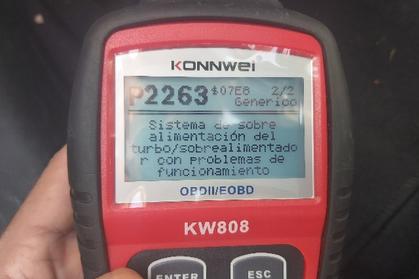 KONNWEI
P2263 $07E8 2/2
Generico
Sistema de sobre
alimentación del
turbo/sobrealimentado
r con problemas de
funcionamiento
OBDII/EOBD
KW808
ENTER
ESC